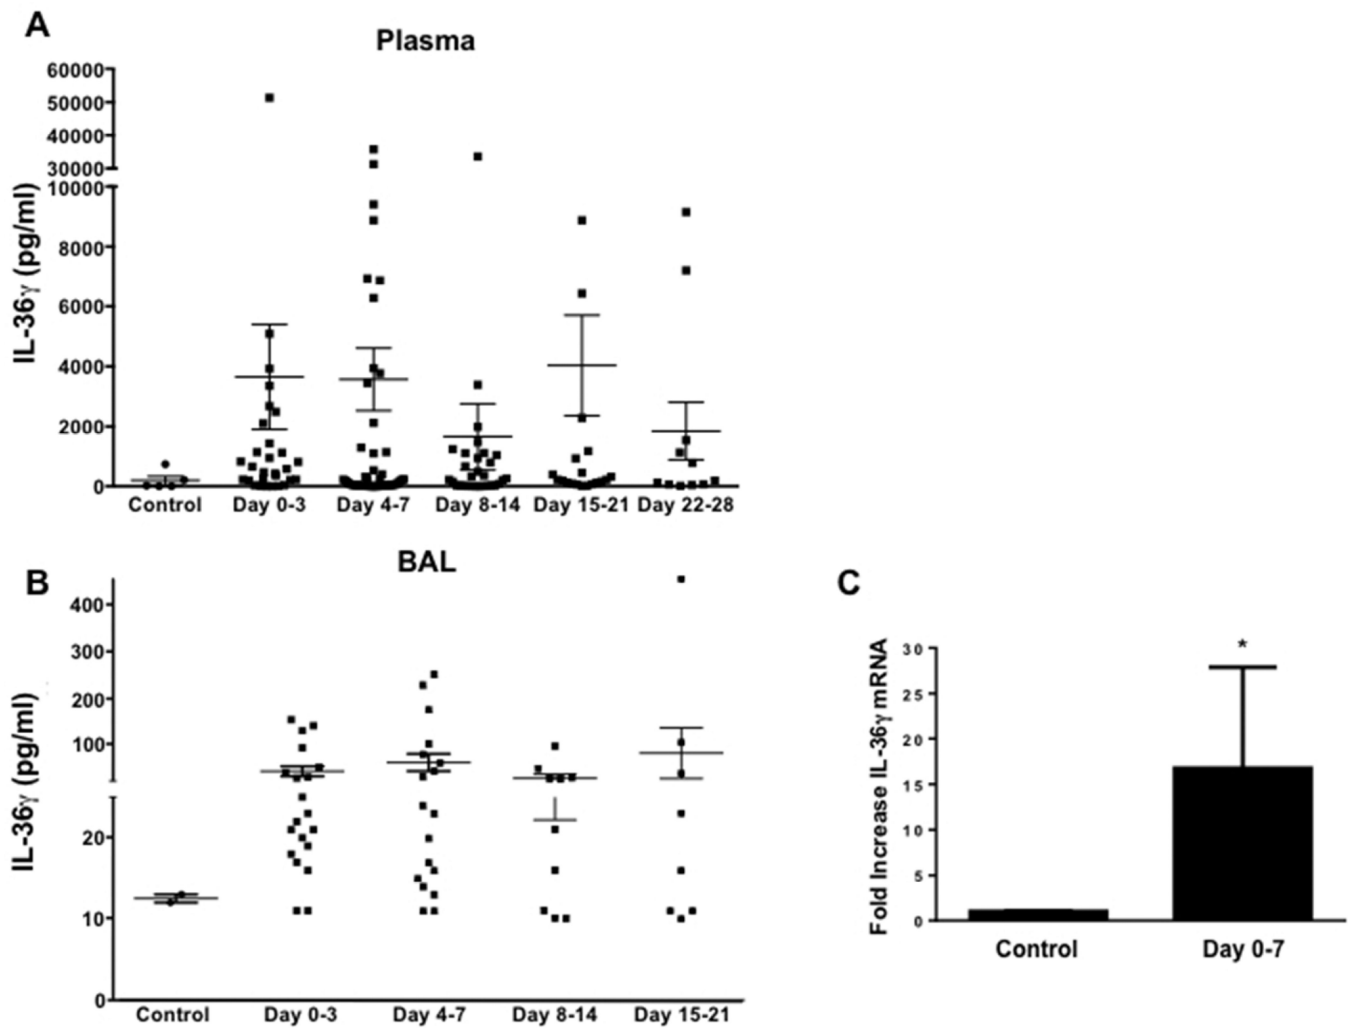 A
Plasma
IL-36γ (pg/ml)
60000
50000
40000
30000
10000
8000
6000
4000
2000
0
Control Day 0-3 Day 4-7 Day 8-14 Day 15-21 Day 22-28
B
BAL
IL-36γ (pg/ml)
400
300
200
100
20
10
0
Control Day 0-3 Day 4-7 Day 8-14 Day 15-21
C
Fold Increase IL-36γ mRNA
30
25
20
15
10
5
0
*
Control Day 0-7